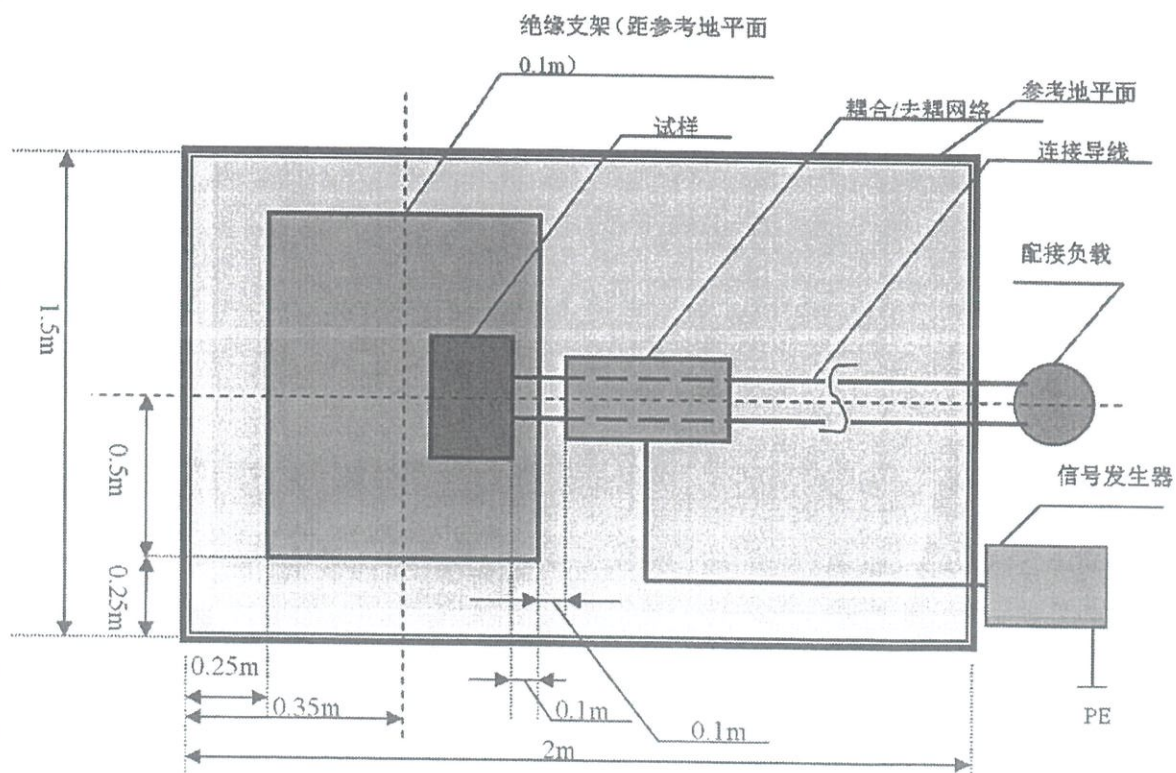 绝缘支架（距参考地平面
0.1m）
参考地平面
耦合/去耦网络
试样
连接导线
配接负载
1.5m
0.5m
信号发生器
0.25m
0.25m
0.35m
0.1m
0.1m
PE
2m